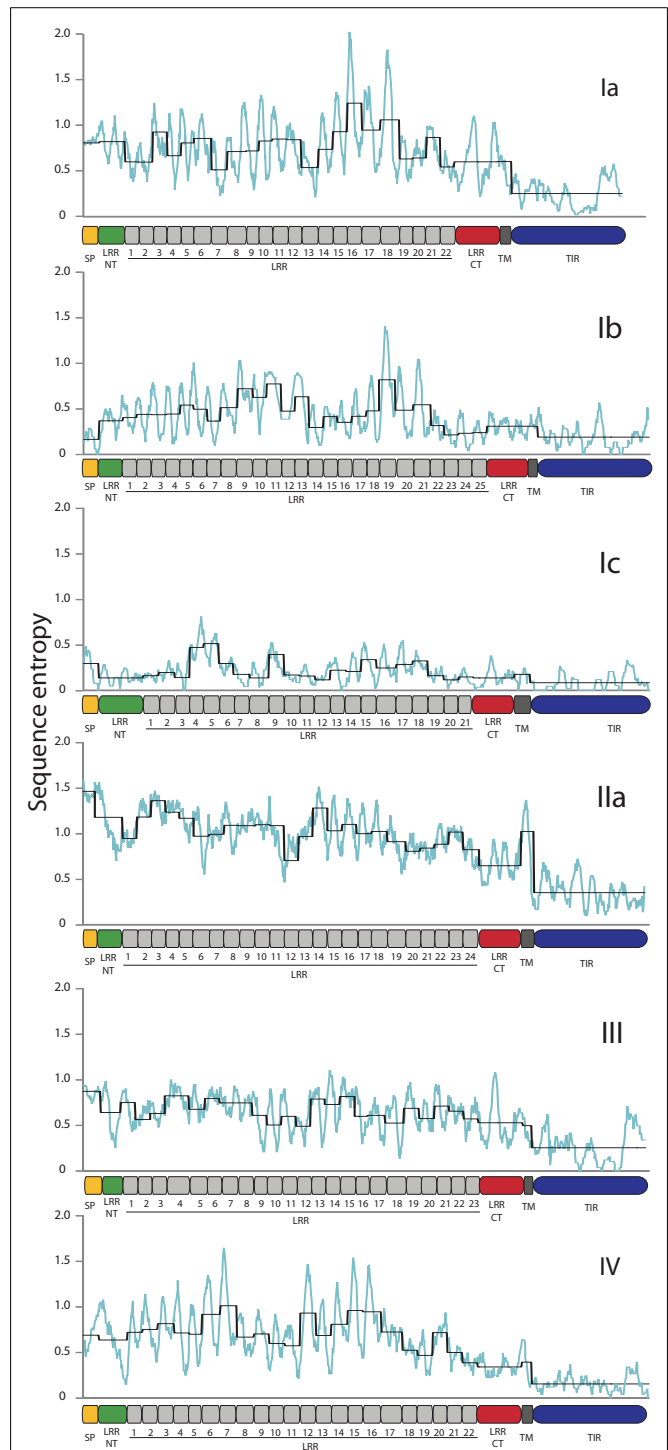 Sequence entropy
2.0
Ia
1.5
1.0
0.5
0
SP LRR NT 1 2 3 4 5 6 7 8 9 10 11 12 13 14 15 16 17 18 19 20 21 22 LRR CT TM TIR
LRR
2.0
Ib
1.5
1.0
0.5
0
SP LRR NT 1 2 3 4 5 6 7 8 9 10 11 12 13 14 15 16 17 18 19 20 21 22 23 24 25 LRR CT TM TIR
LRR
2.0
Ic
1.5
1.0
0.5
0
SP LRR NT 1 2 3 4 5 6 7 8 9 10 11 12 13 14 15 16 17 18 19 20 21 LRR CT TM TIR
LRR
2.0
IIa
1.5
1.0
0.5
0
SP LRR NT 1 2 3 4 5 6 7 8 9 10 11 12 13 14 15 16 17 18 19 20 21 22 23 24 LRR CT TM TIR
LRR
2.0
III
1.5
1.0
0.5
0
SP LRR NT 1 2 3 4 5 6 7 8 9 10 11 12 13 14 15 16 17 18 19 20 21 22 23 LRR CT TM TIR
LRR
2.0
IV
1.5
1.0
0.5
0
SP LRR NT 1 2 3 4 5 6 7 8 9 10 11 12 13 14 15 16 17 18 19 20 21 22 LRR CT TM TIR
LRR